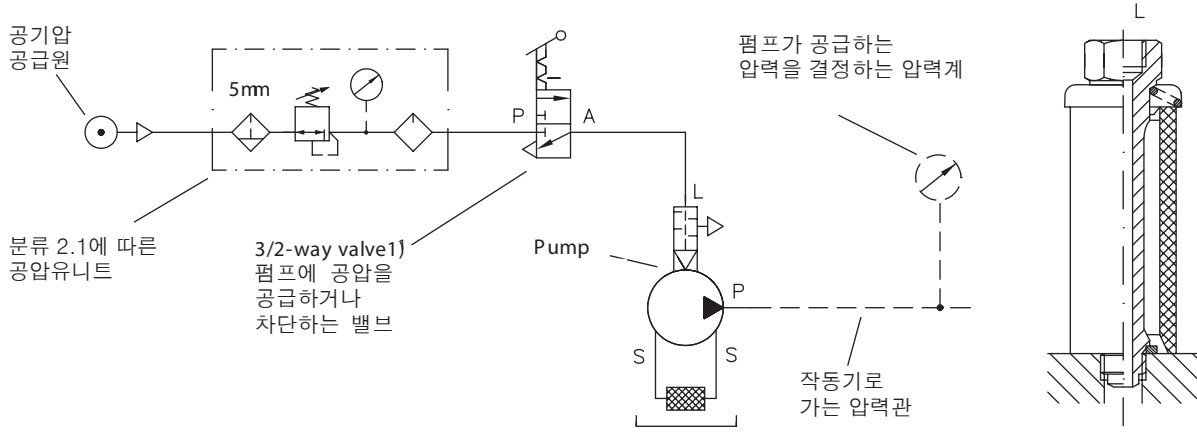 공기압
공급원
5mm
P
A
펌프가 공급하는
압력을 결정하는 압력계
L
분류 2.1에 따른
공압유니트
3/2-way valve1)
펌프에 공압을
공급하거나
차단하는 밸브
L
Pump
P
S
S
작동기로
가는 압력관